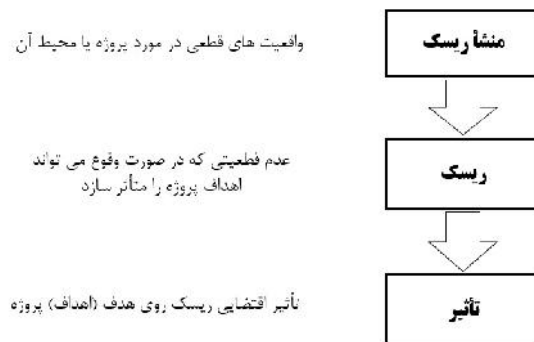 منشأ ریسک
واقعیت های قطعی در مورد پروژه یا محیط آن
ریسک
عدم قطعیتی که در صورت وقوع می تواند
اهداف پروژه را متأثر سازد
تأثیر
تأثیر اقتضایی ریسک روی هدف (اهداف) پروژه